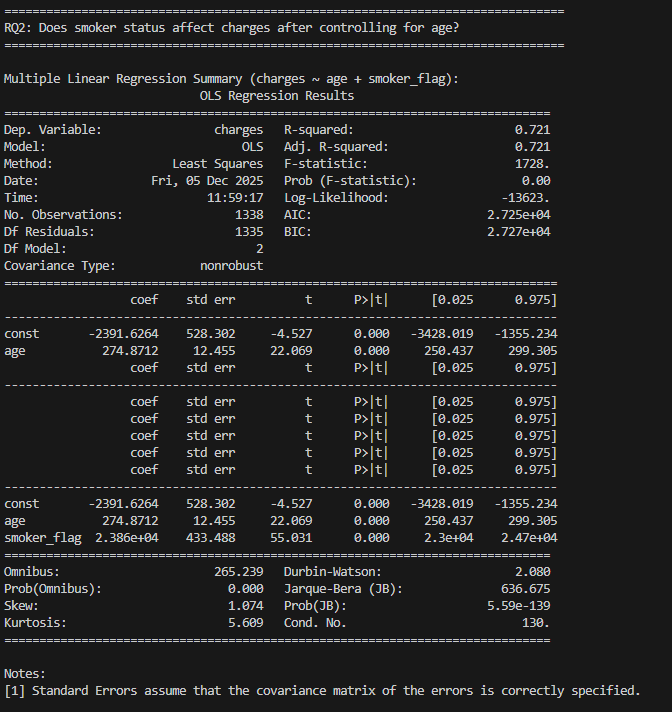 ================================================================================
RQ2: Does smoker status affect charges after controlling for age?
================================================================================
Multiple Linear Regression Summary (charges ~ age + smoker_flag):
                            OLS Regression Results
==============================================================================
Dep. Variable:                charges   R-squared:                       0.721
Model:                            OLS   Adj. R-squared:                  0.721
Method:                 Least Squares   F-statistic:                     1728.
Date:                Fri, 05 Dec 2025   Prob (F-statistic):               0.00
Time:                        11:59:17   Log-Likelihood:                -13623.
No. Observations:                1338   AIC:                         2.725e+04
Df Residuals:                    1335   BIC:                         2.727e+04
Df Model:                           2
Covariance Type:            nonrobust
===============================================================================
                  coef    std err          t      P>|t|      [0.025      0.975]
-------------------------------------------------------------------------------
const       -2391.6264    528.302     -4.527      0.000   -3428.019   -1355.234
age           274.8712     12.455     22.069      0.000     250.437     299.305
                  coef    std err          t      P>|t|      [0.025      0.975]
-------------------------------------------------------------------------------
                  coef    std err          t      P>|t|      [0.025      0.975]
                  coef    std err          t      P>|t|      [0.025      0.975]
                  coef    std err          t      P>|t|      [0.025      0.975]
                  coef    std err          t      P>|t|      [0.025      0.975]
                  coef    std err          t      P>|t|      [0.025      0.975]
-------------------------------------------------------------------------------
const       -2391.6264    528.302     -4.527      0.000   -3428.019   -1355.234
age           274.8712     12.455     22.069      0.000     250.437     299.305
smoker_flag  2.386e+04    433.488     55.031      0.000     2.3e+04    2.47e+04
==============================================================================
Omnibus:                      265.239   Durbin-Watson:                   2.080
Prob(Omnibus):                  0.000   Jarque-Bera (JB):              636.675
Skew:                           1.074   Prob(JB):                    5.59e-139
Kurtosis:                       5.609   Cond. No.                         130.
==============================================================================
Notes:
[1] Standard Errors assume that the covariance matrix of the errors is correctly specified.